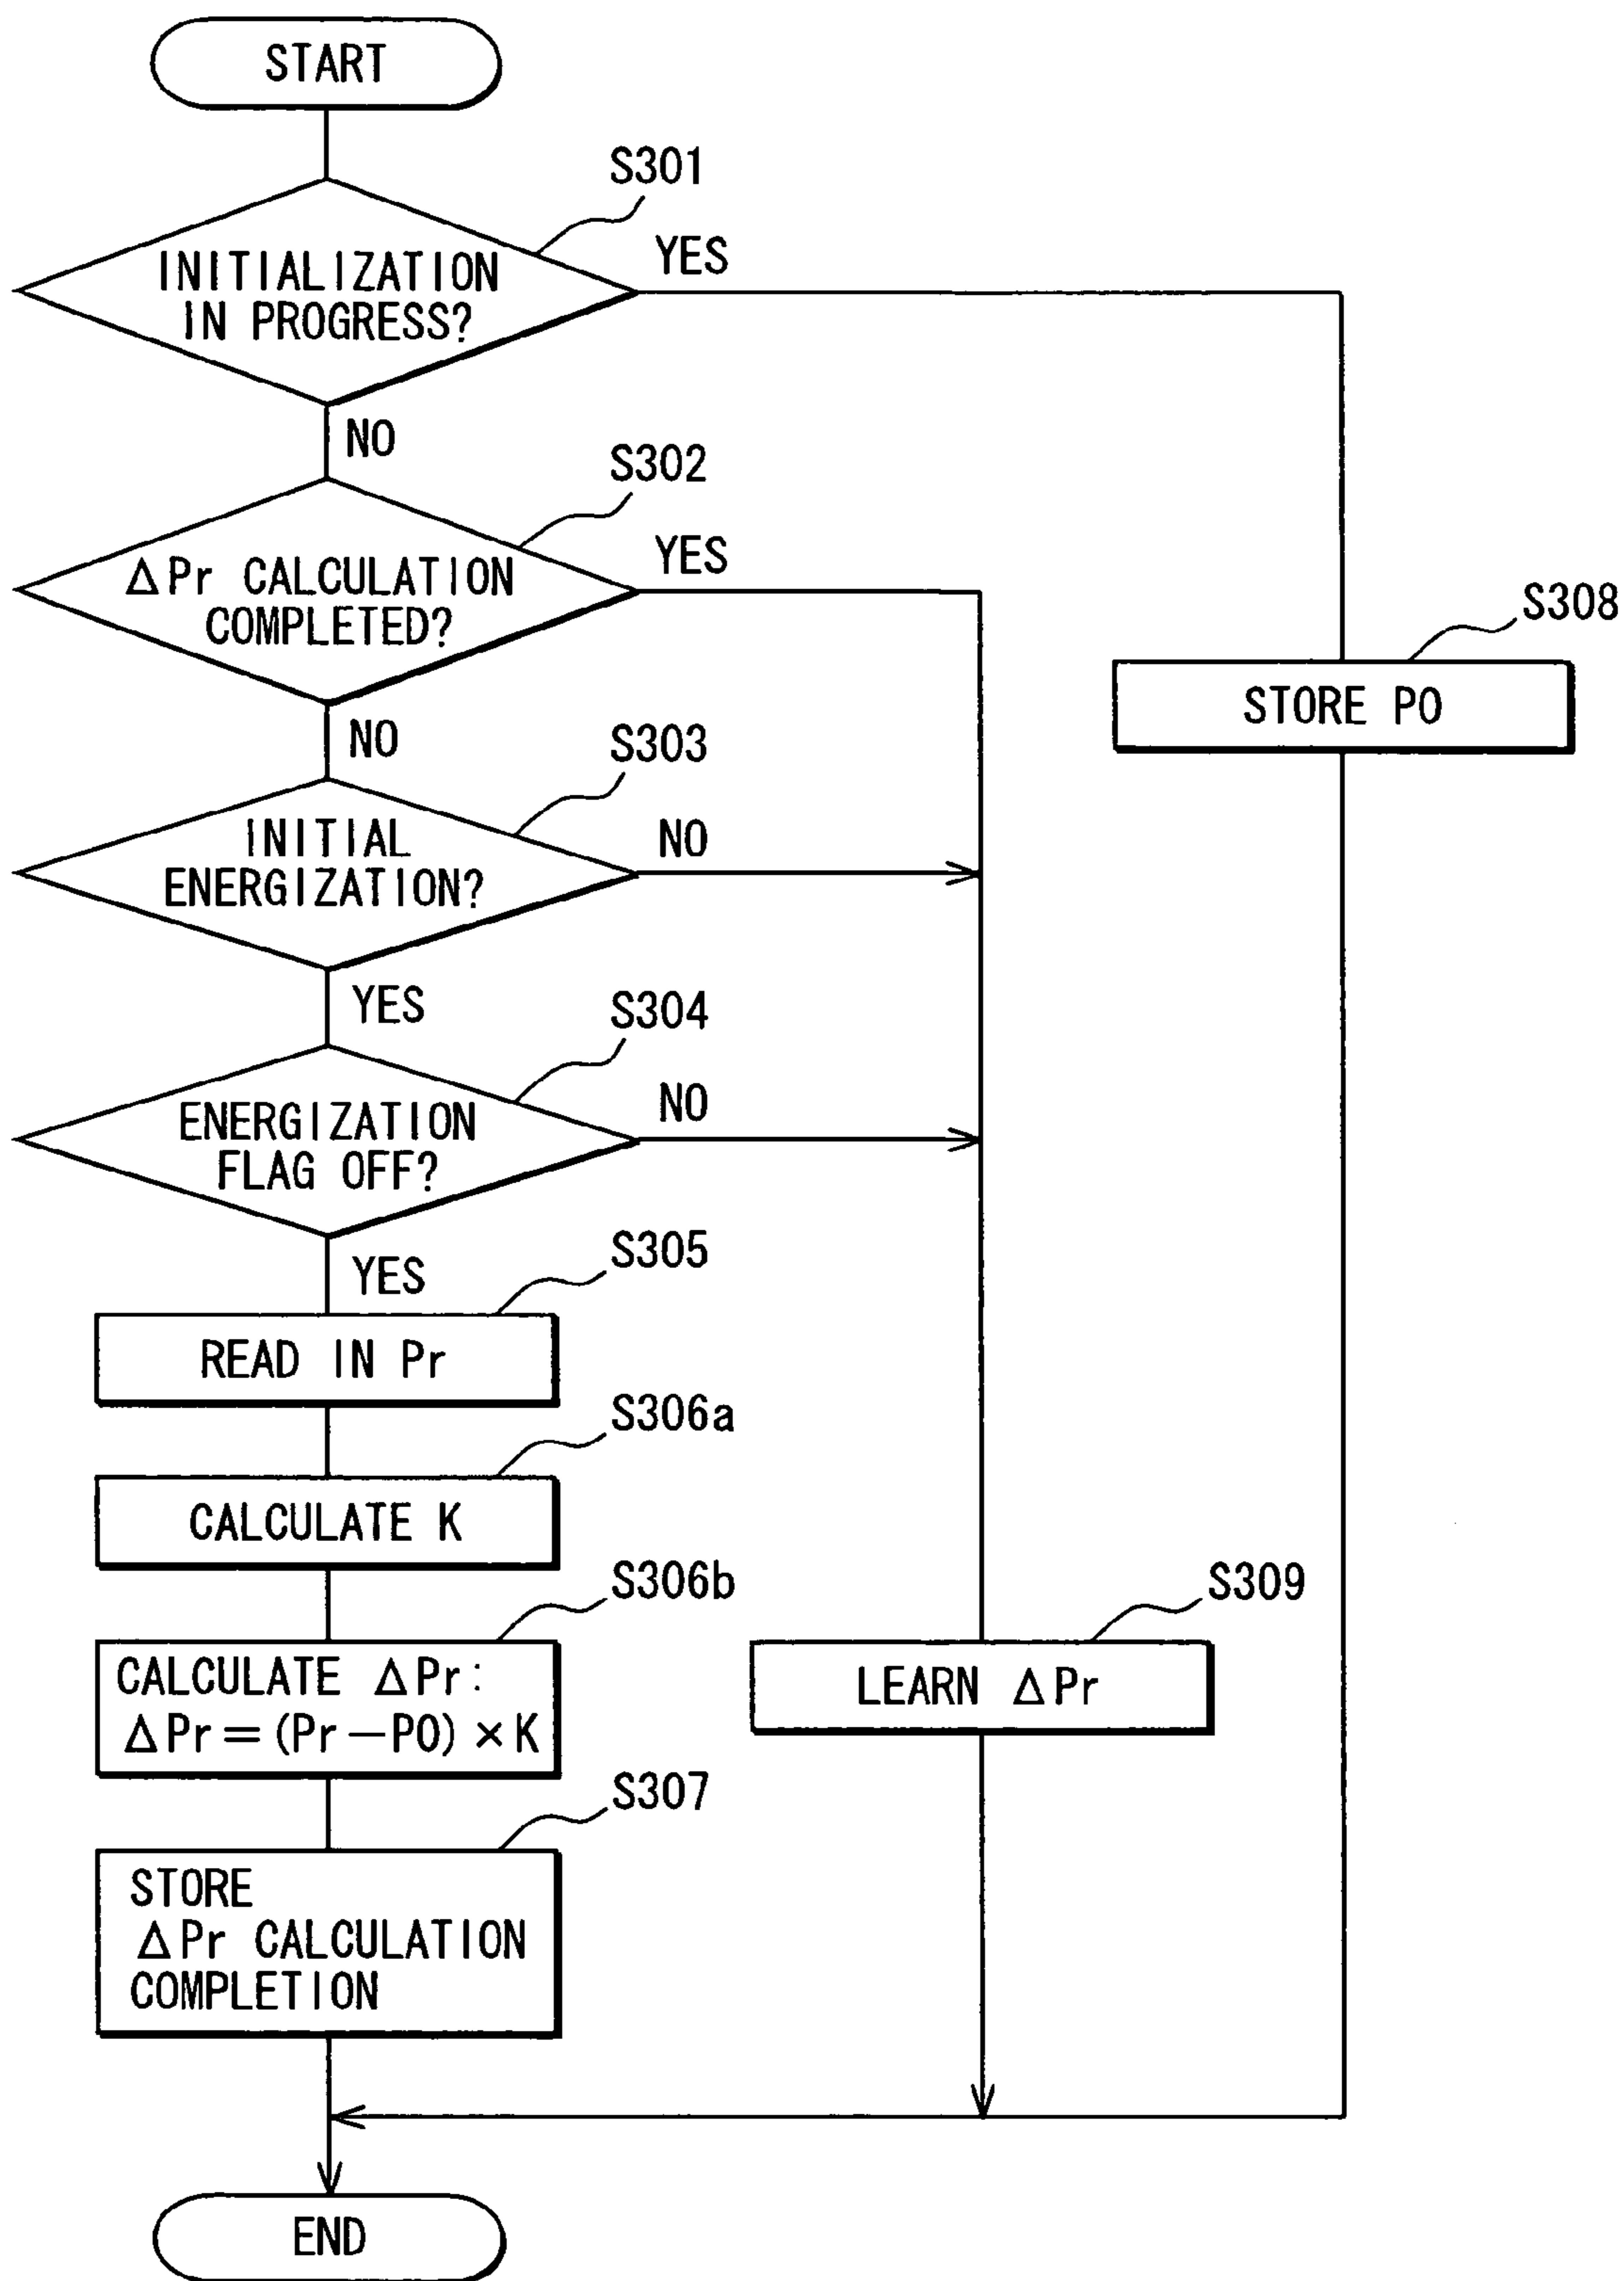 START
S301
INITIALIZATION
IN PROGRESS?
YES
NO
S302
ΔPr CALCULATION
COMPLETED?
YES
S308
STORE P0
NO
S303
INITIAL
ENERGIZATION?
NO
YES
S304
ENERGIZATION
FLAG OFF?
NO
YES
S305
READ IN Pr
S306a
CALCULATE K
S306b
CALCULATE ΔPr:
ΔPr=(Pr−P0)×K
S309
LEARN ΔPr
S307
STORE
ΔPr CALCULATION
COMPLETION
END